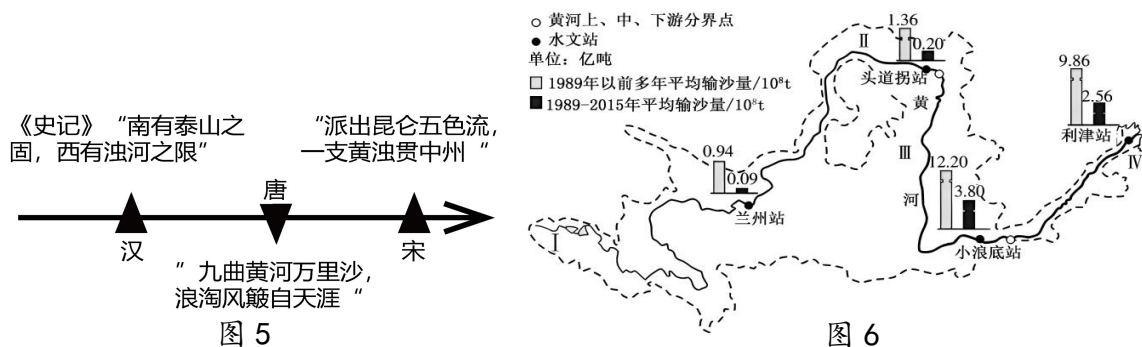 《史记》“南有泰山之
固，西有浊河之限”
“派出昆仑五色流，
一支黄浊贯中州“
唐
汉
宋
”九曲黄河万里沙，
浪淘风簸自天涯“
图 5
○ 黄河上、中、下游分界点
● 水文站
单位：亿吨
1989年以前多年平均输沙量/10⁸t
1989-2015年平均输沙量/10⁸t
1.36
0.20
Ⅱ
头道拐站
黄
9.86
2.56
利津站
Ⅳ
0.94
0.09
兰州站
Ⅲ
河
12.20
3.80
小浪底站
Ⅰ
图 6